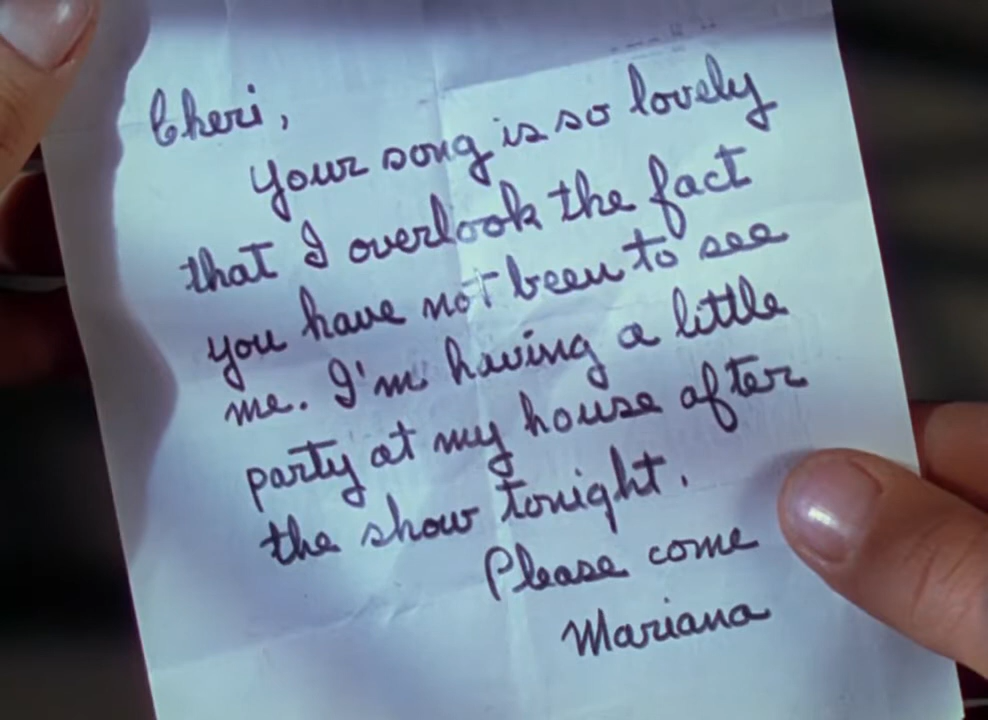 Cheri,
Your song is so lovely
that I overlook the fact
you have not been to see
me. I'm having a little
party at my house after
the show tonight.
Please come
Mariana